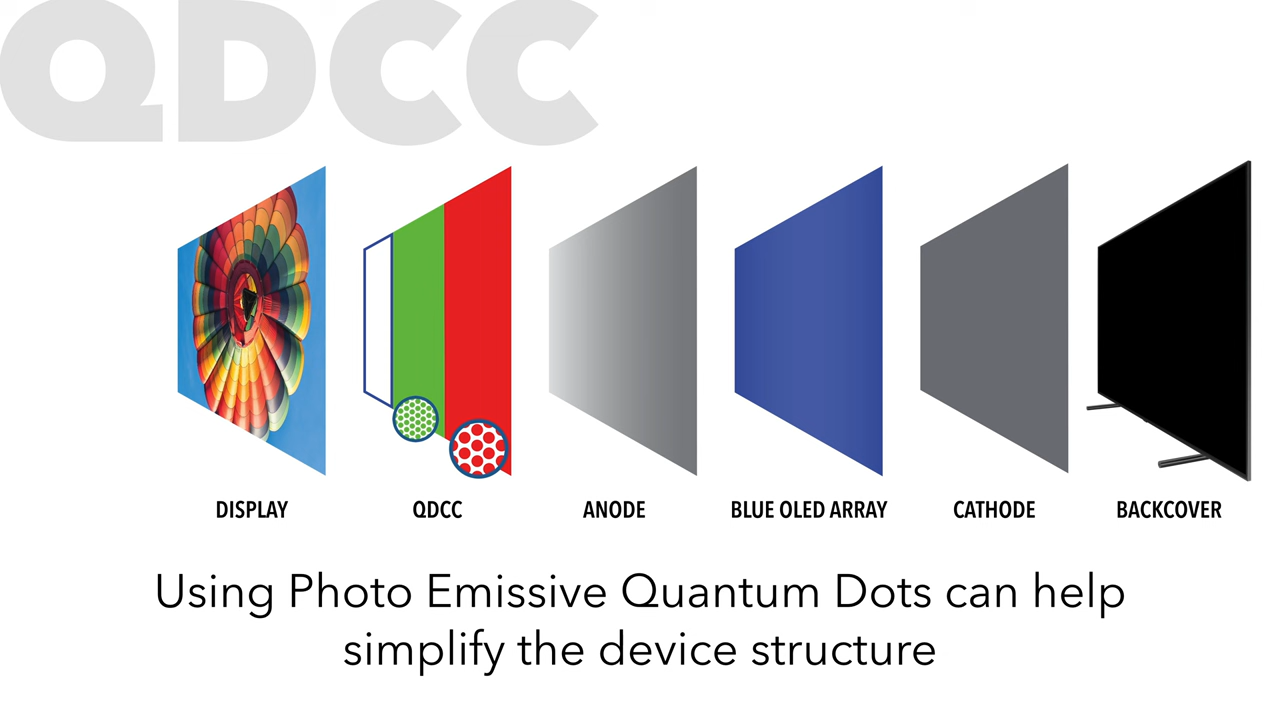 QDCC
DISPLAY
QDCC
ANODE
BLUE OLED ARRAY
CATHODE
BACKCOVER
Using Photo Emissive Quantum Dots can help
simplify the device structure